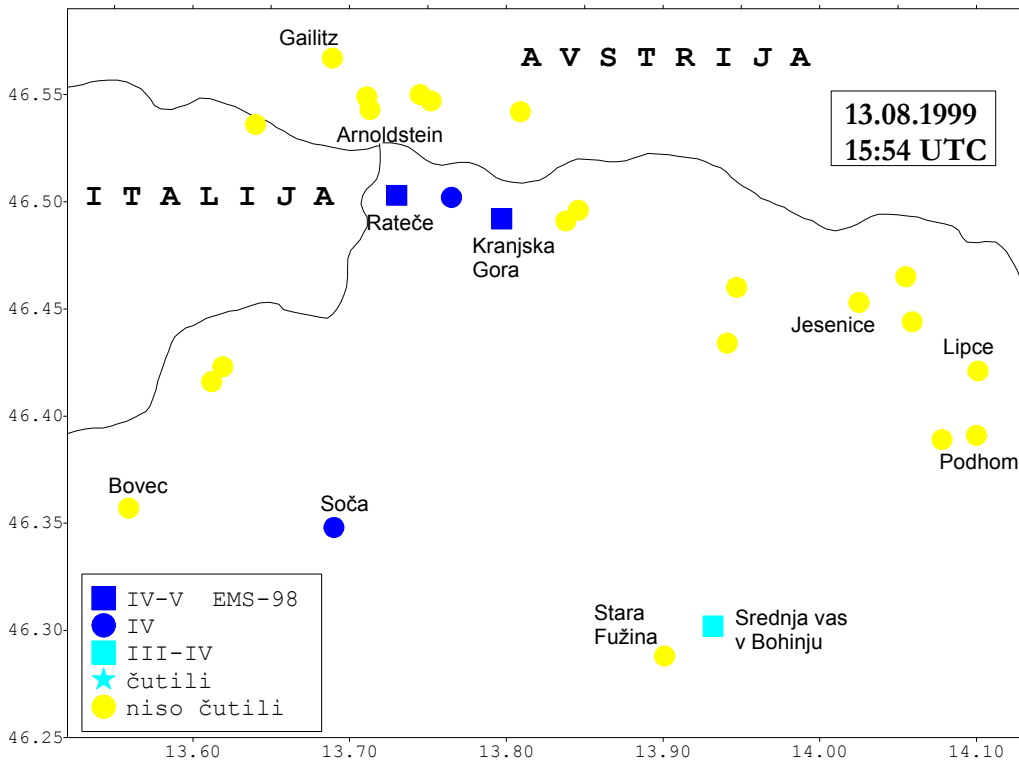 Gailitz
A V S T R I J A
46.55
13.08.1999
15:54 UTC
Arnoldstein
I T A L I J A
46.50
Rateče
Kranjska
Gora
46.45
Jesenice
Lipce
46.40
Podhom
Bovec
Soča
46.35
IV-V EMS-98
IV
III-IV
čutili
niso čutili
Stara
Fužina
Srednja vas
v Bohinju
46.30
46.25
13.60 13.70 13.80 13.90 14.00 14.10